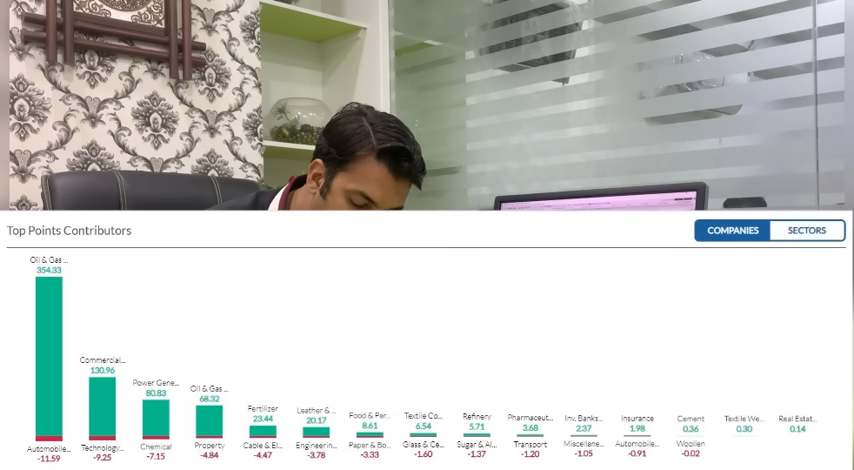 Top Points Contributors
COMPANIES SECTORS
Oil & Gas ...
354.33
Commercial...
130.96
Power Gene...
80.83
Oil & Gas ...
68.32
Fertilizer
23.44
Leather & ...
20.17
Food & Per...
8.61
Textile Co...
6.54
Refinery
5.71
Pharmaceut...
3.68
Inv. Banks...
2.37
Insurance
1.98
Cement
0.36
Textile We...
0.30
Real Estat...
0.14
Automobile...
-11.59
Technology...
-9.25
Chemical
-7.15
Property
-4.84
Cable & El...
-4.47
Engineerin...
-3.78
Paper & Bo...
-3.33
Glass & Ce...
-1.60
Sugar & Al...
-1.37
Transport
-1.20
Miscellane...
-1.05
Automobile...
-0.91
Woollen
-0.02